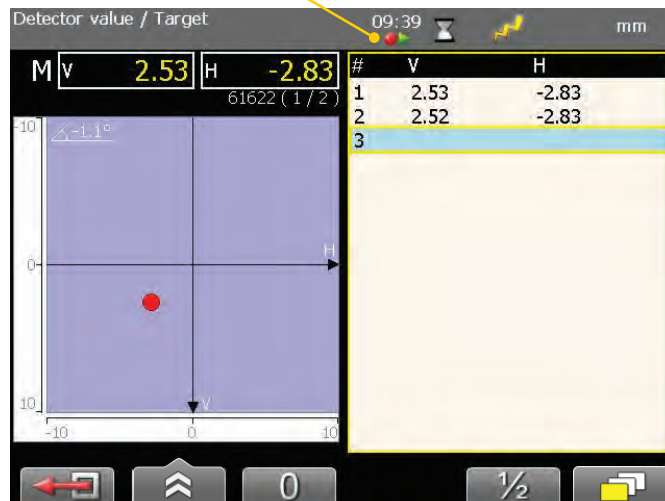 Detector value / Target 09:39 mm
M V 2.53 H -2.83
61622 ( 1 / 2 )
# V H
1 2.53 -2.83
2 2.52 -2.83
3
-10
-1.1°
H
0
10
V
-10 0 10
0
½